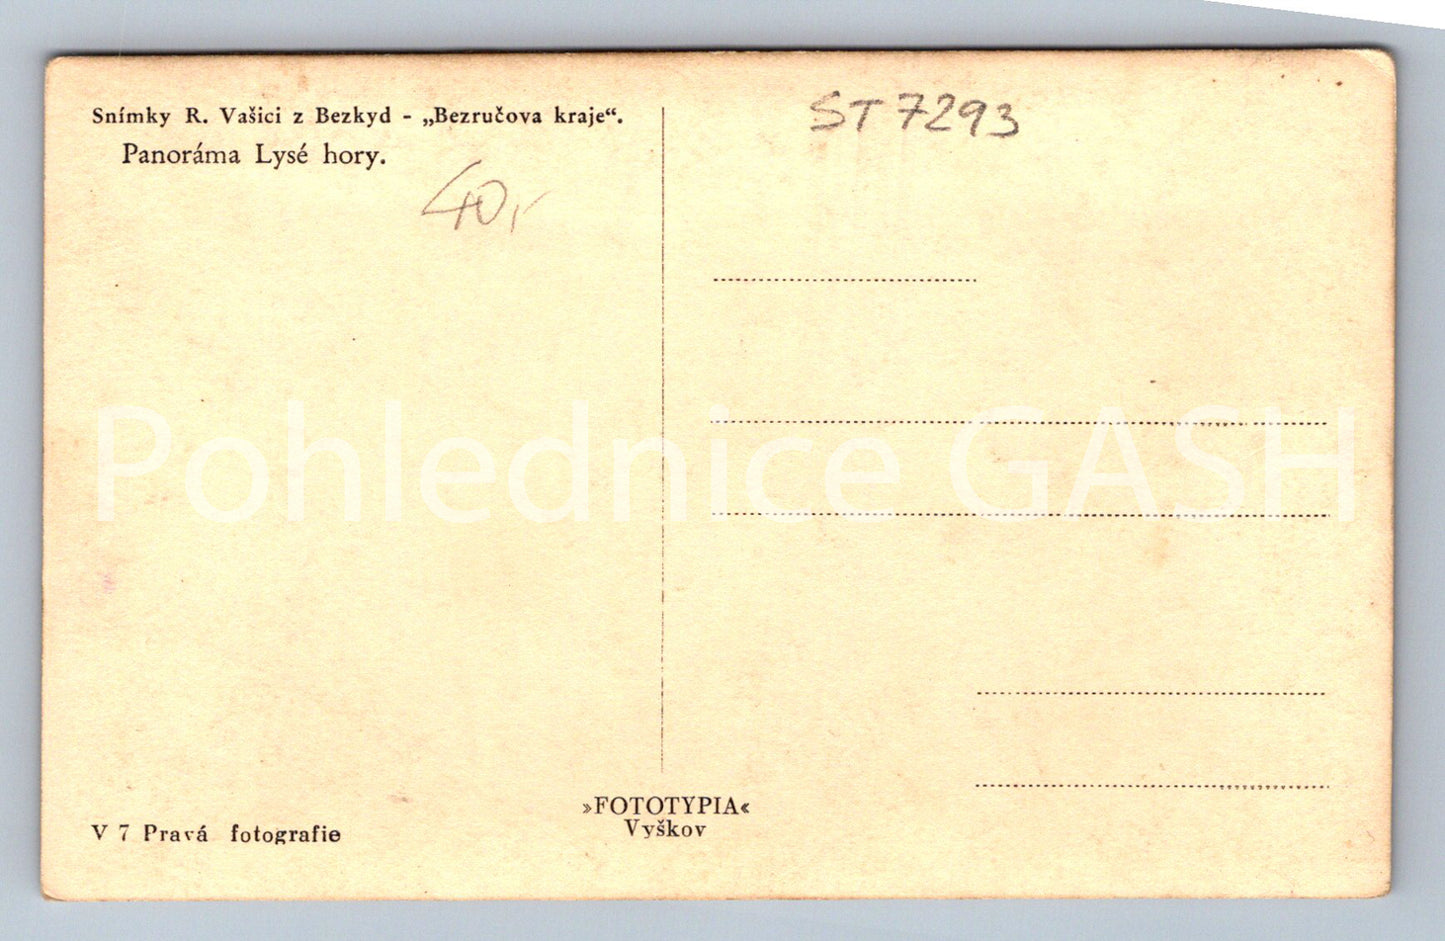 Snímky R. Vašici z Bezkyd - „Bezručova kraje“.
Panoráma Lysé hory.
40,-
ST 7293
Pohlednice GASH
V 7 Pravá fotografie
»FOTOTYPIA«
Vyškov